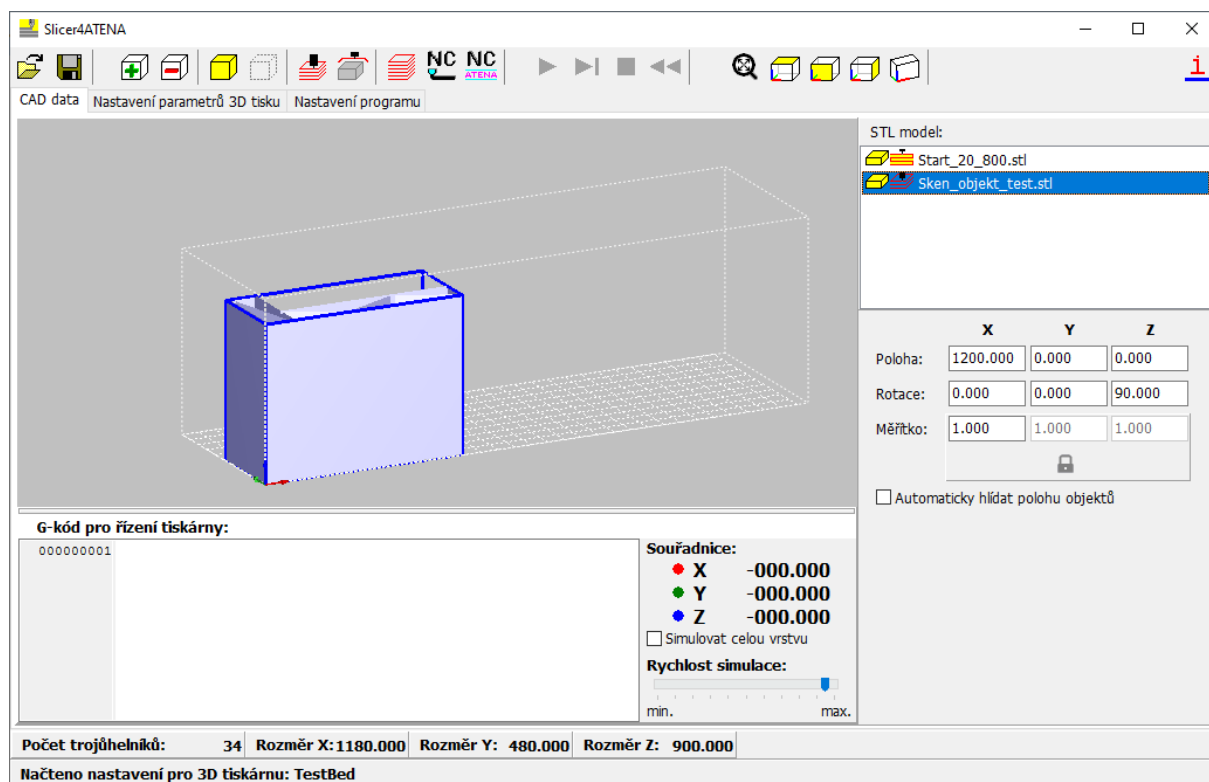 Slicer4ATENA
NC NC
ATENA
i
CAD data Nastavení parametrů 3D tisku Nastavení programu
STL model:
Start_20_800.stl
Sken_objekt_test.stl
X Y Z
Poloha: 1200.000 0.000 0.000
Rotace: 0.000 0.000 90.000
Měřítko: 1.000 1.000 1.000
Automaticky hlídat polohu objektů
G-kód pro řízení tiskárny:
000000001
Souřadnice:
X -000.000
Y -000.000
Z -000.000
Simulovat celou vrstvu
Rychlost simulace:
min. max.
Počet trojúhelníků: 34 Rozměr X:1180.000 Rozměr Y: 480.000 Rozměr Z: 900.000
Načteno nastavení pro 3D tiskárnu: TestBed